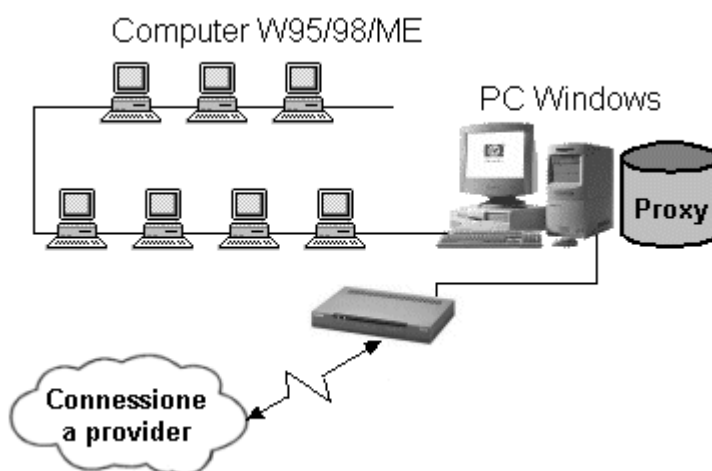 Computer W95/98/ME
PC Windows
Proxy
Connessione
a provider